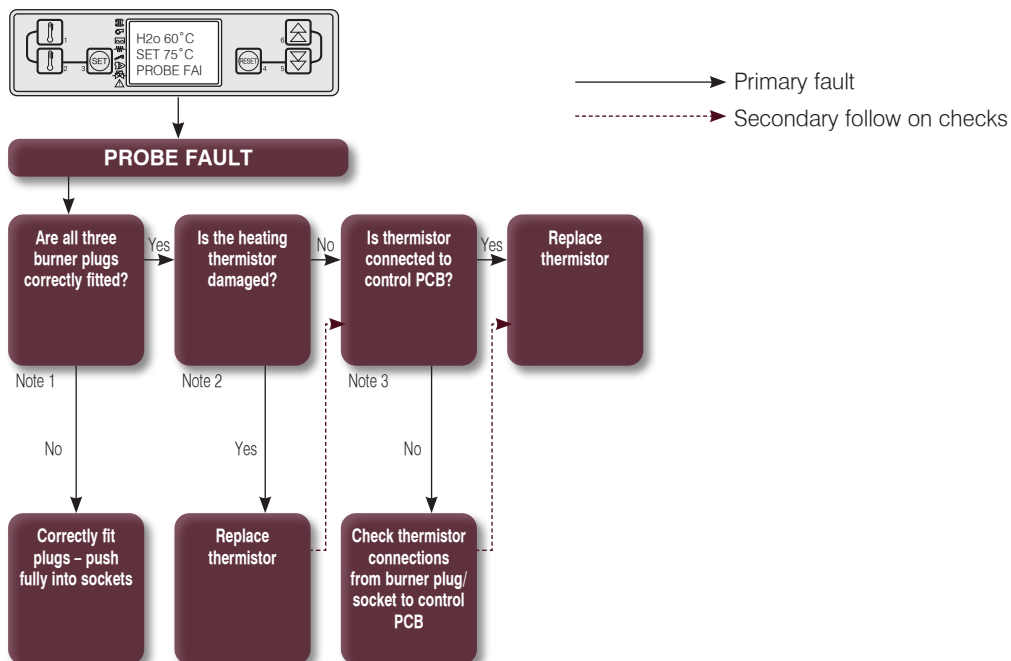 H2o 60°C
SET 75°C
PROBE FAI
1
2
3
SET
RESET
4
5
6
Primary fault
Secondary follow on checks
PROBE FAULT
Are all three
burner plugs
correctly fitted?
Yes
Is the heating
thermistor
damaged?
No
Is thermistor
connected to
control PCB?
Yes
Replace
thermistor
Note 1
Note 2
Note 3
No
Yes
No
Correctly fit
plugs – push
fully into sockets
Replace
thermistor
Check thermistor
connections
from burner plug/
socket to control
PCB